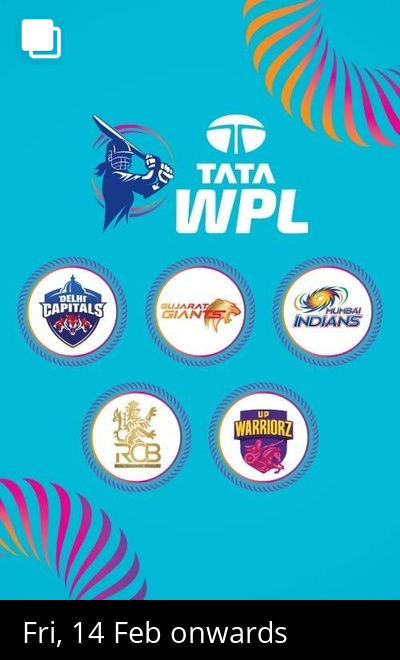 TATA
WPL
DELHI
CAPITALS
GUJARAT
GIANTS
MUMBAI
INDIANS
RCB
UP
WARRIORZ
Fri, 14 Feb onwards